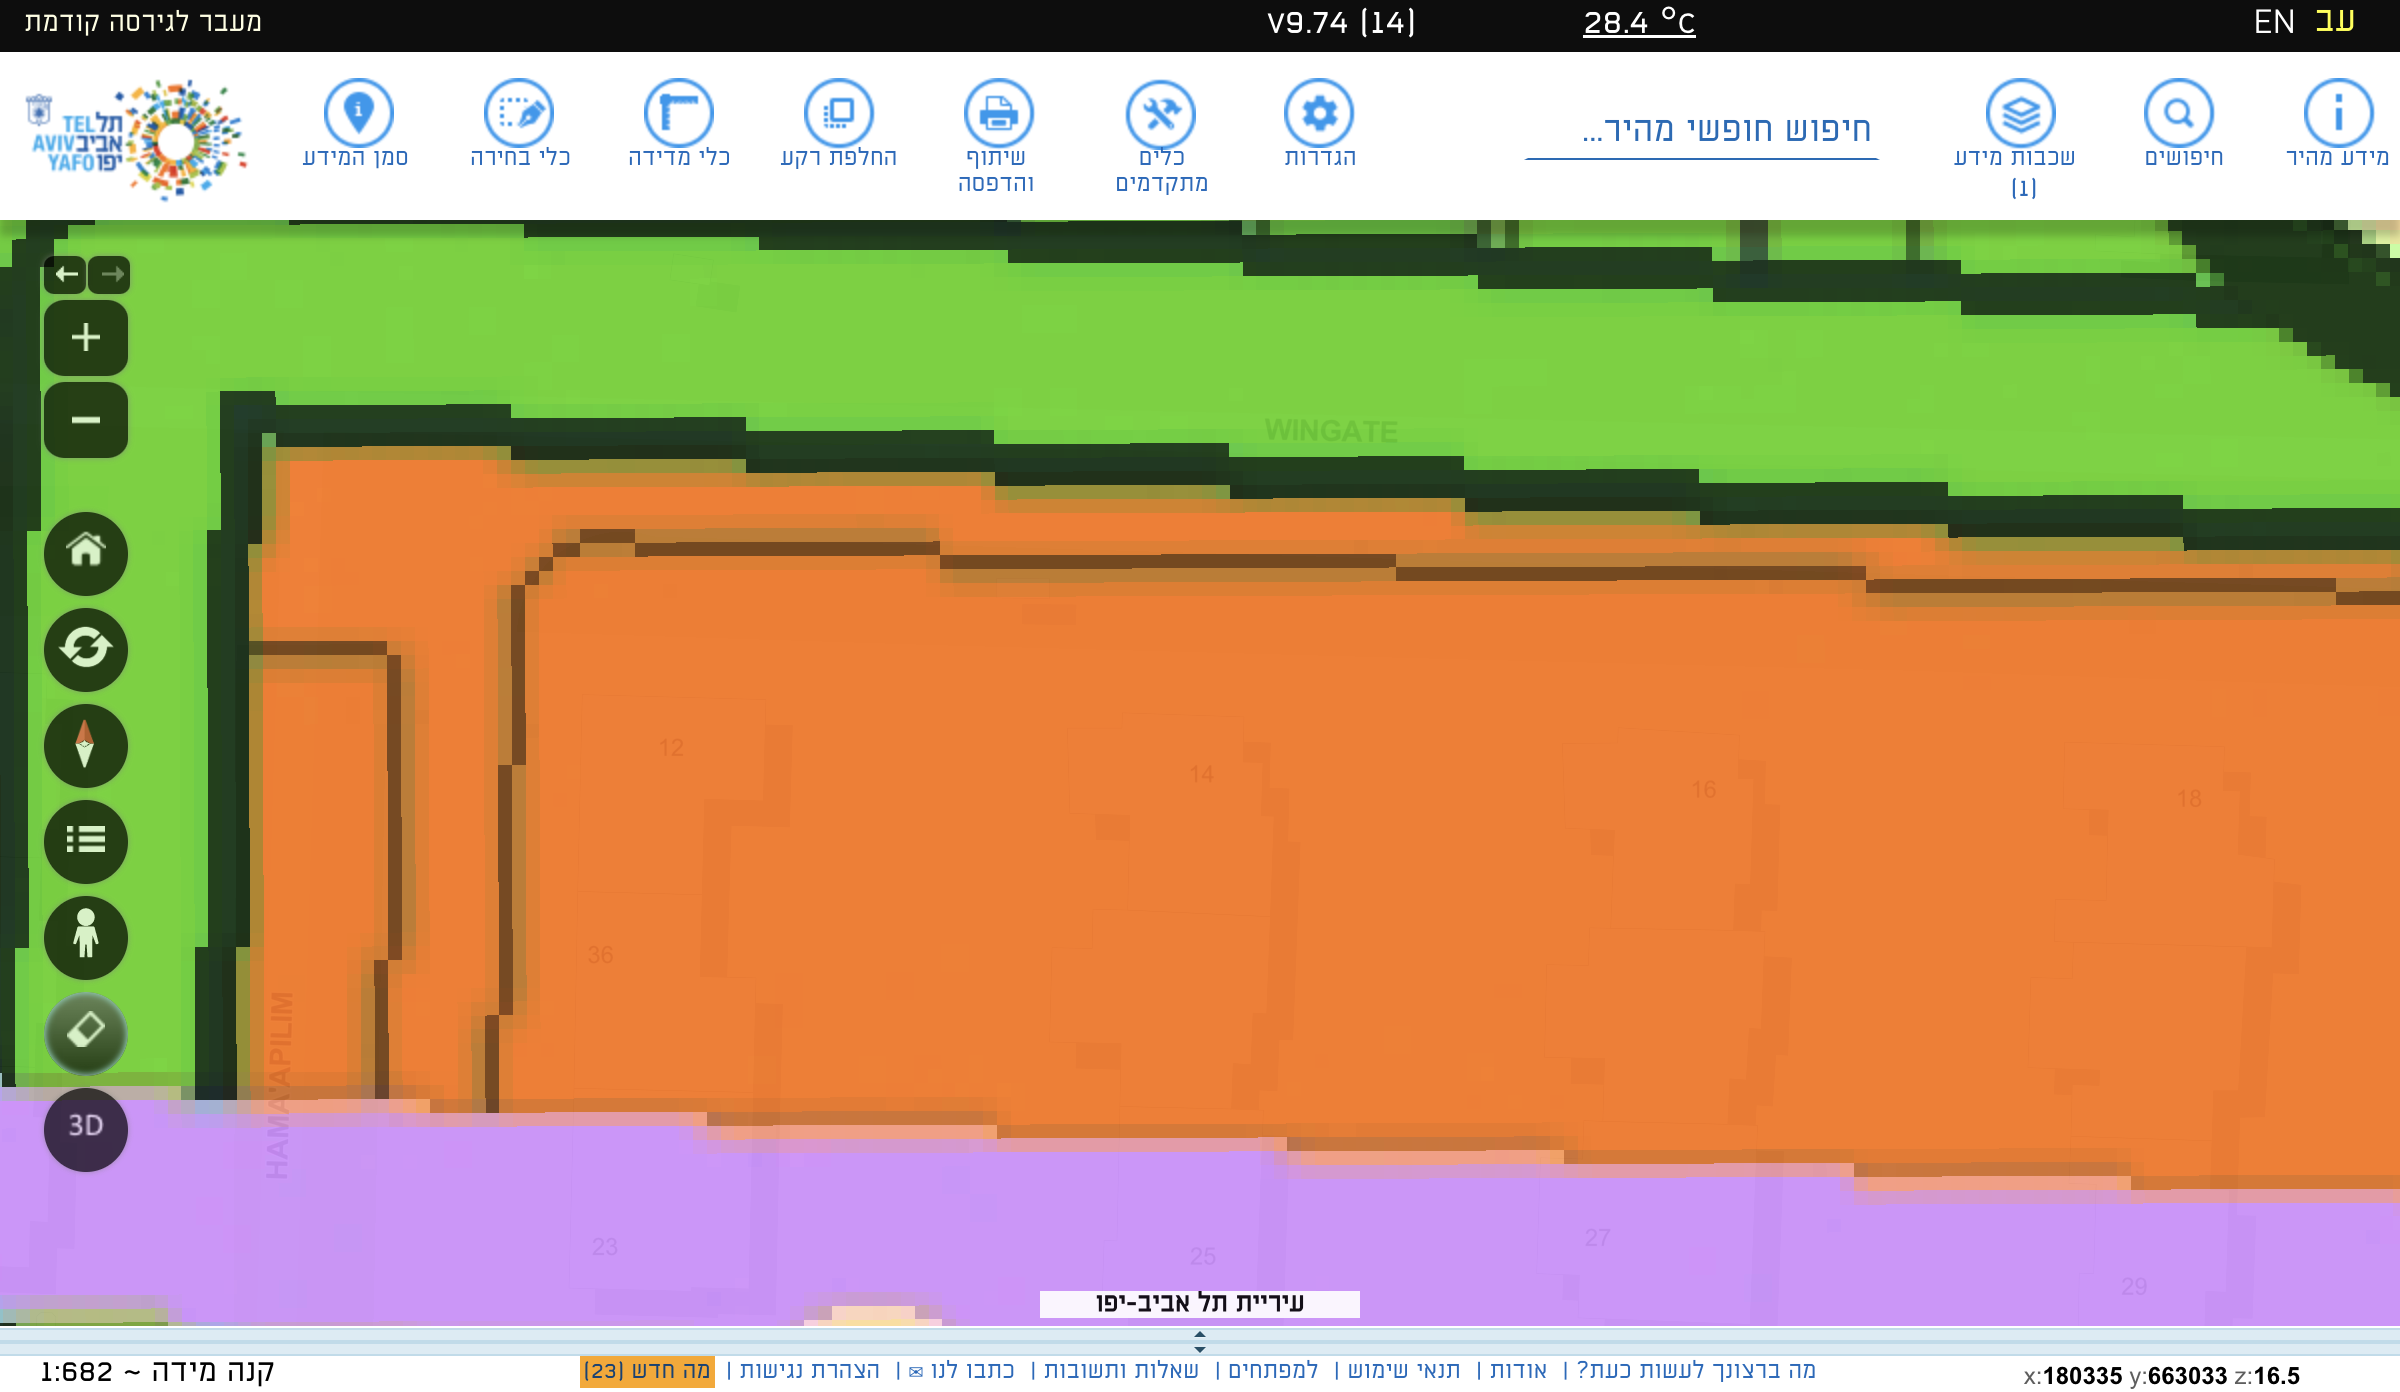 מעבר לגירסה קודמת
V9.74 (14)
28.4 °C
EN עב
תל TEL
אביב AVIV
יפו YAFO
סמן המידע
כלי בחירה
כלי מדידה
החלפת רקע
שיתוף והדפסה
כלים מתקדמים
הגדרות
חיפוש חופשי מהיר...
שכבות מידע (1)
חיפושים
מידע מהיר
WINGATE
12
14
16
18
36
HAMA'APILIM
3D
23
25
27
29
עיריית תל אביב-יפו
קנה מידה ~ 1:682
מה ברצונך לעשות כעת? | אודות | תנאי שימוש | למפתחים | שאלות ותשובות | כתבו לנו ✉ | הצהרת נגישות | מה חדש (23)
x:180335 y:663033 z:16.5